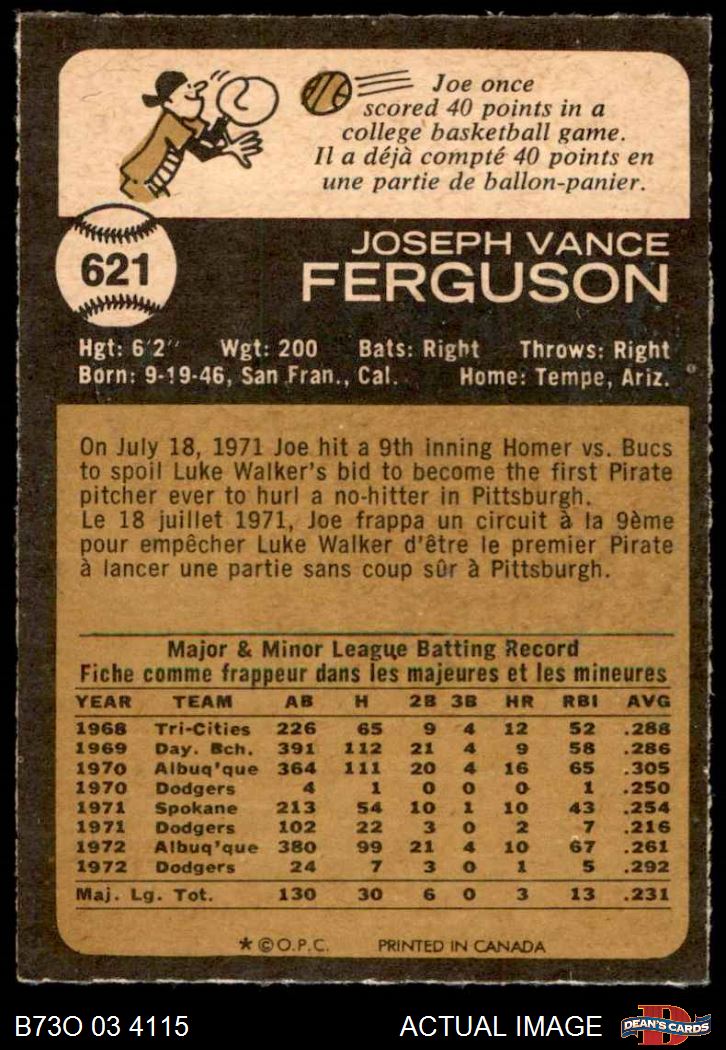 Joe once
scored 40 points in a
college basketball game.
Il a déjà compté 40 points en
une partie de ballon-panier.
621
JOSEPH VANCE
FERGUSON
Hgt: 6'2" Wgt: 200 Bats: Right Throws: Right
Born: 9-19-46, San Fran., Cal. Home: Tempe, Ariz.
On July 18, 1971 Joe hit a 9th inning Homer vs. Bucs
to spoil Luke Walker's bid to become the first Pirate
pitcher ever to hurl a no-hitter in Pittsburgh.
Le 18 juillet 1971, Joe frappa un circuit à la 9ème
pour empêcher Luke Walker d'être le premier Pirate
à lancer une partie sans coup sûr à Pittsburgh.
Major & Minor League Batting Record
Fiche comme frappeur dans les majeures et les mineures
YEAR TEAM AB H 2B 3B HR RBI AVG
1968 Tri-Cities 226 65 9 4 12 52 .288
1969 Day. Bch. 391 112 21 4 9 58 .286
1970 Albuq'que 364 111 20 4 16 65 .305
1970 Dodgers 4 1 0 0 0 1 .250
1971 Spokane 213 54 10 1 10 43 .254
1971 Dodgers 102 22 3 0 2 7 .216
1972 Albuq'que 380 99 21 4 10 67 .261
1972 Dodgers 24 7 3 0 1 5 .292
Maj. Lg. Tot. 130 30 6 0 3 13 .231
* © O.P.C. PRINTED IN CANADA
B73O 03 4115 ACTUAL IMAGE D DEAN'S CARDS